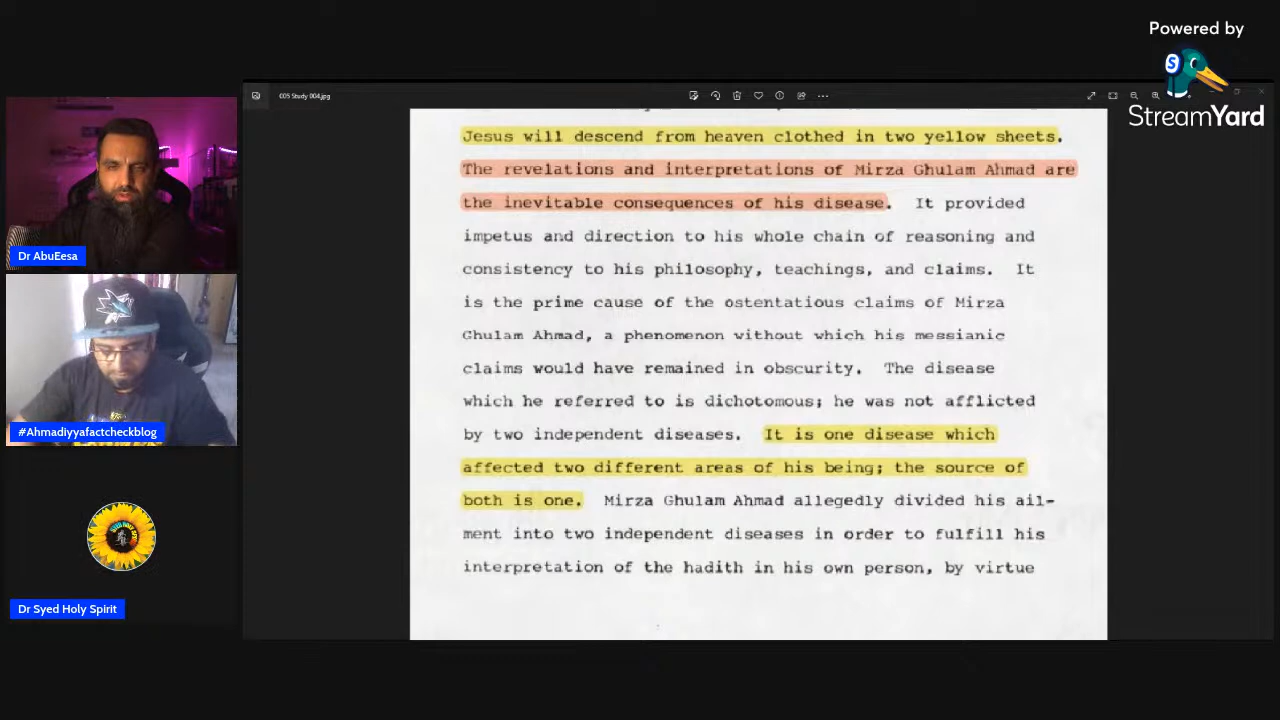 Powered by
StreamYard
005 Study 004.jpg
Jesus will descend from heaven clothed in two yellow sheets.
The revelations and interpretations of Mirza Ghulam Ahmad are
the inevitable consequences of his disease. It provided
impetus and direction to his whole chain of reasoning and
consistency to his philosophy, teachings, and claims. It
is the prime cause of the ostentatious claims of Mirza
Ghulam Ahmad, a phenomenon without which his messianic
claims would have remained in obscurity. The disease
which he referred to is dichotomous; he was not afflicted
by two independent diseases. It is one disease which
affected two different areas of his being; the source of
both is one. Mirza Ghulam Ahmad allegedly divided his ail-
ment into two independent diseases in order to fulfill his
interpretation of the hadith in his own person, by virtue
Dr AbuEesa
#Ahmadiyyafactcheckblog
Dr Syed Holy Spirit